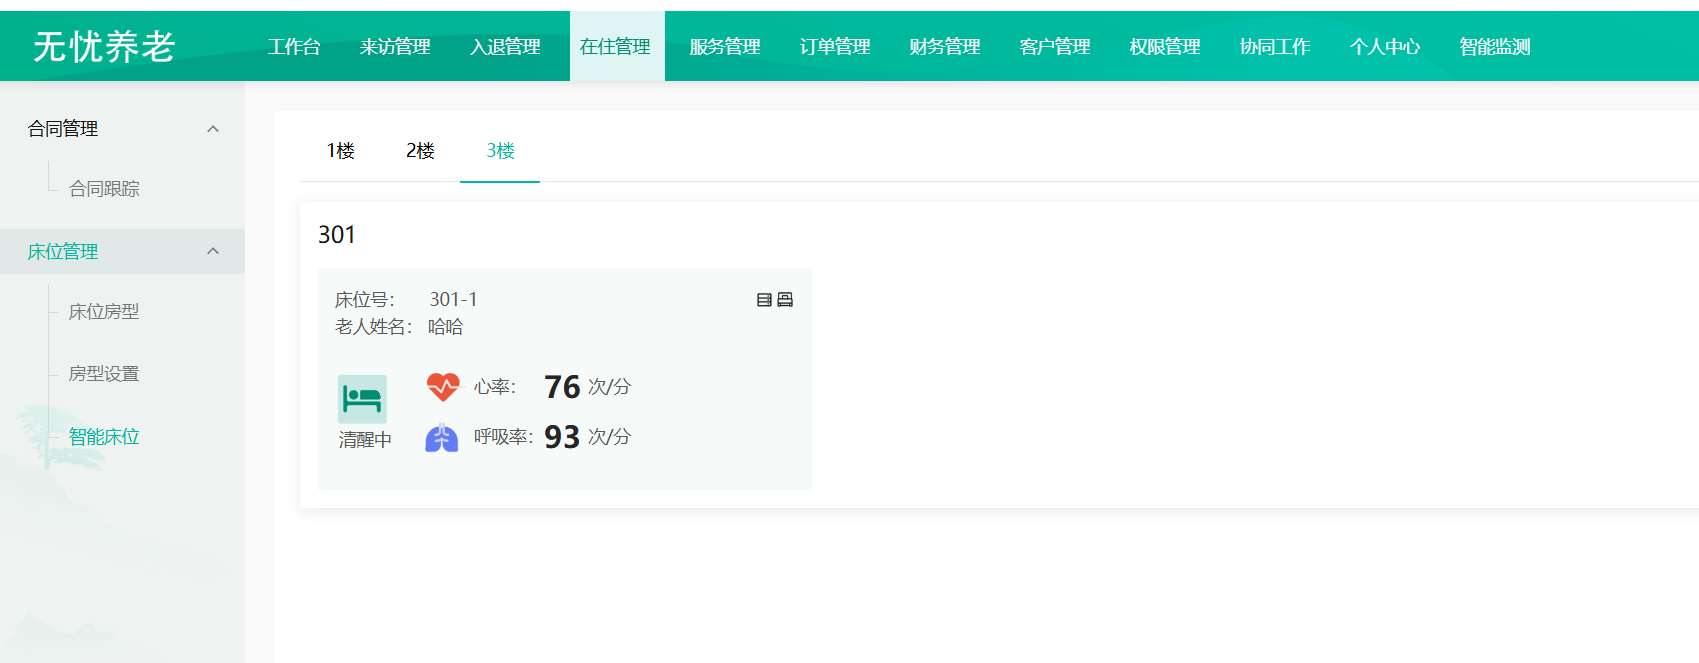 无忧养老
工作台 来访管理 入退管理 在住管理 服务管理 订单管理 财务管理 客户管理 权限管理 协同工作 个人中心 智能监测
合同管理
合同跟踪
床位管理
床位房型
房型设置
智能床位
1楼 2楼 3楼
301
床位号： 301-1
老人姓名： 哈哈
清醒中
心率： 76 次/分
呼吸率： 93 次/分